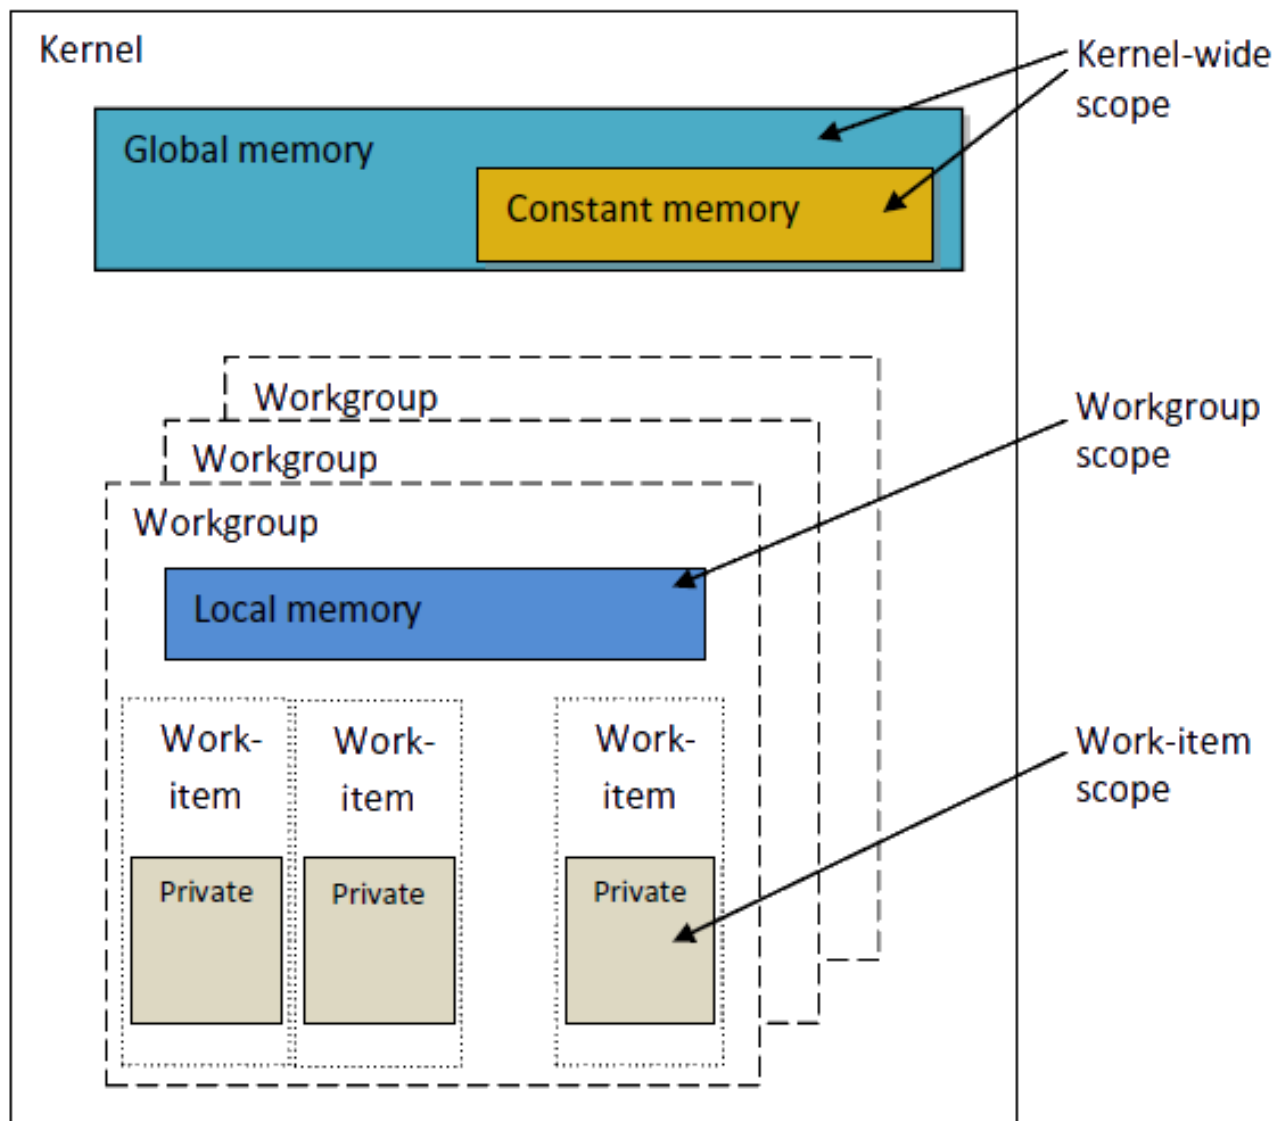 Kernel
Kernel-wide
scope
Global memory
Constant memory
Workgroup
Workgroup
Workgroup
Workgroup
scope
Local memory
Work-
item
Work-
item
Work-
item
Work-item
scope
Private
Private
Private